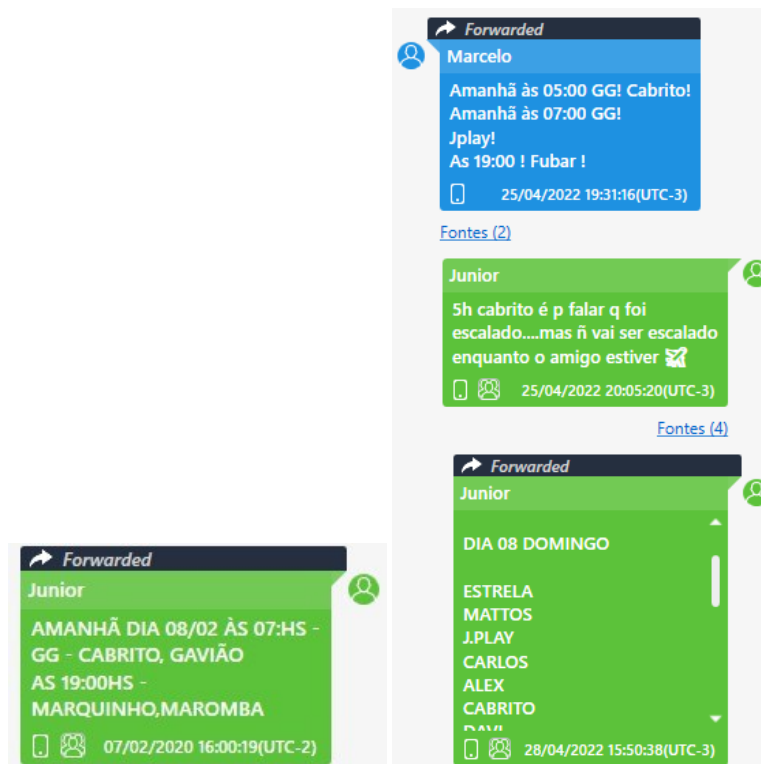 Forwarded
Marcelo
Amanhã às 05:00 GG! Cabrito!
Amanhã às 07:00 GG!
Jplay!
As 19:00 ! Fubar !
25/04/2022 19:31:16(UTC-3)
Fontes (2)
Junior
5h cabrito é p falar q foi
escalado....mas ñ vai ser escalado
enquanto o amigo estiver
25/04/2022 20:05:20(UTC-3)
Fontes (4)
Forwarded
Junior
DIA 08 DOMINGO
ESTRELA
MATTOS
J.PLAY
CARLOS
ALEX
CABRITO
28/04/2022 15:50:38(UTC-3)
Forwarded
Junior
AMANHÃ DIA 08/02 ÀS 07:HS -
GG - CABRITO, GAVIÃO
AS 19:00HS -
MARQUINHO,MAROMBA
07/02/2020 16:00:19(UTC-2)